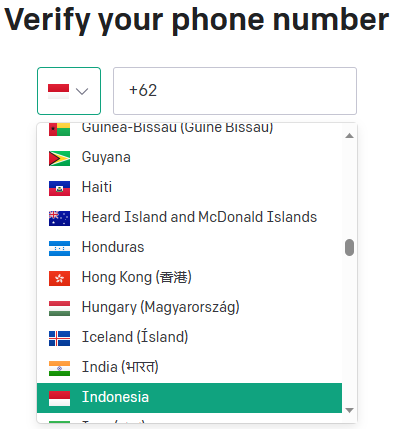 Verify your phone number
+62
Guinea-Bissau (Guiné Bissau)
Guyana
Haiti
Heard Island and McDonald Islands
Honduras
Hong Kong (香港)
Hungary (Magyarország)
Iceland (Ísland)
India (भारत)
Indonesia